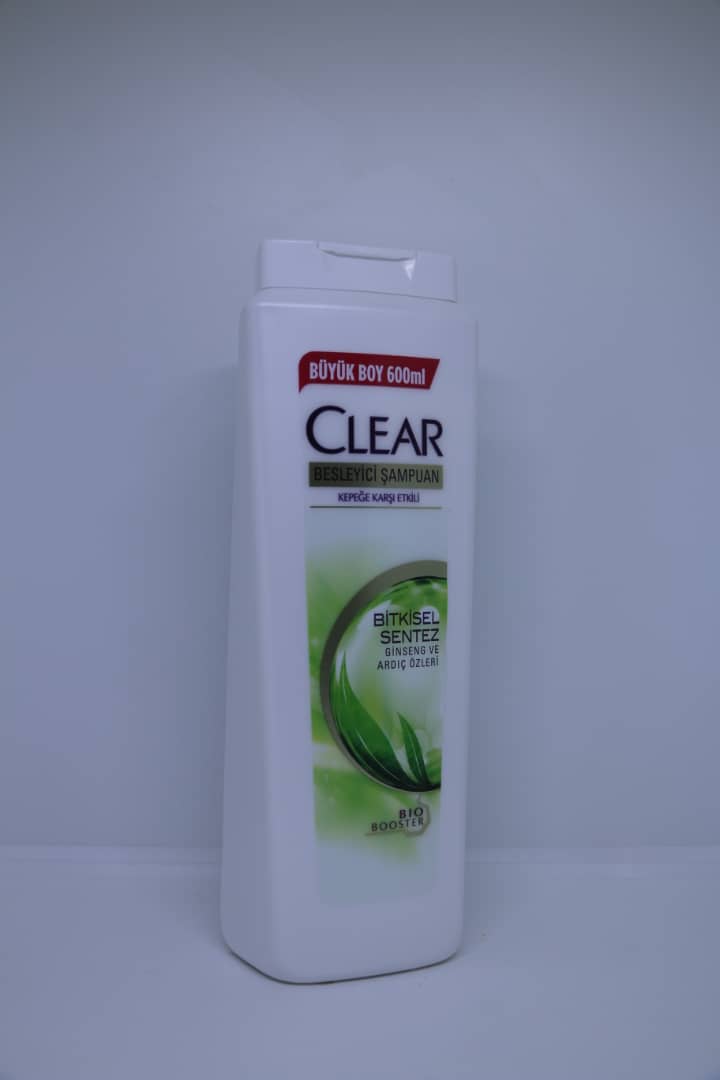 BÜYÜK BOY 600ml
CLEAR
BESLEYİCİ ŞAMPUAN
KEPEĞE KARŞI ETKİLİ
BİTKİSEL
SENTEZ
GİNSENG VE
ARDIÇ ÖZLERİ
BIO
BOOSTER